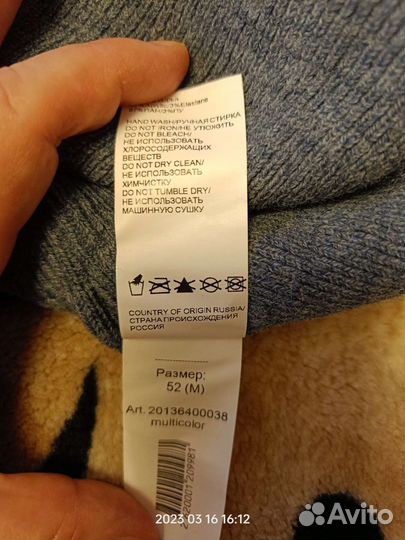 HAND WASH/РУЧНАЯ СТИРКА
DO NOT IRON/НЕ УТЮЖИТЬ
DO NOT BLEACH/
НЕ ИСПОЛЬЗОВАТЬ
ХЛОРОСОДЕРЖАЩИХ
ВЕЩЕСТВ
DO NOT DRY CLEAN/
НЕ ИСПОЛЬЗОВАТЬ
ХИМЧИСТКУ
DO NOT TUMBLE DRY/
НЕ ИСПОЛЬЗОВАТЬ
МАШИННУЮ СУШКУ
COUNTRY OF ORIGIN RUSSIA/
СТРАНА ПРОИСХОЖДЕНИЯ
РОССИЯ
Размер:
52 (M)
Art. 20136400038
multicolor
2023 03 16 16:12
Avito